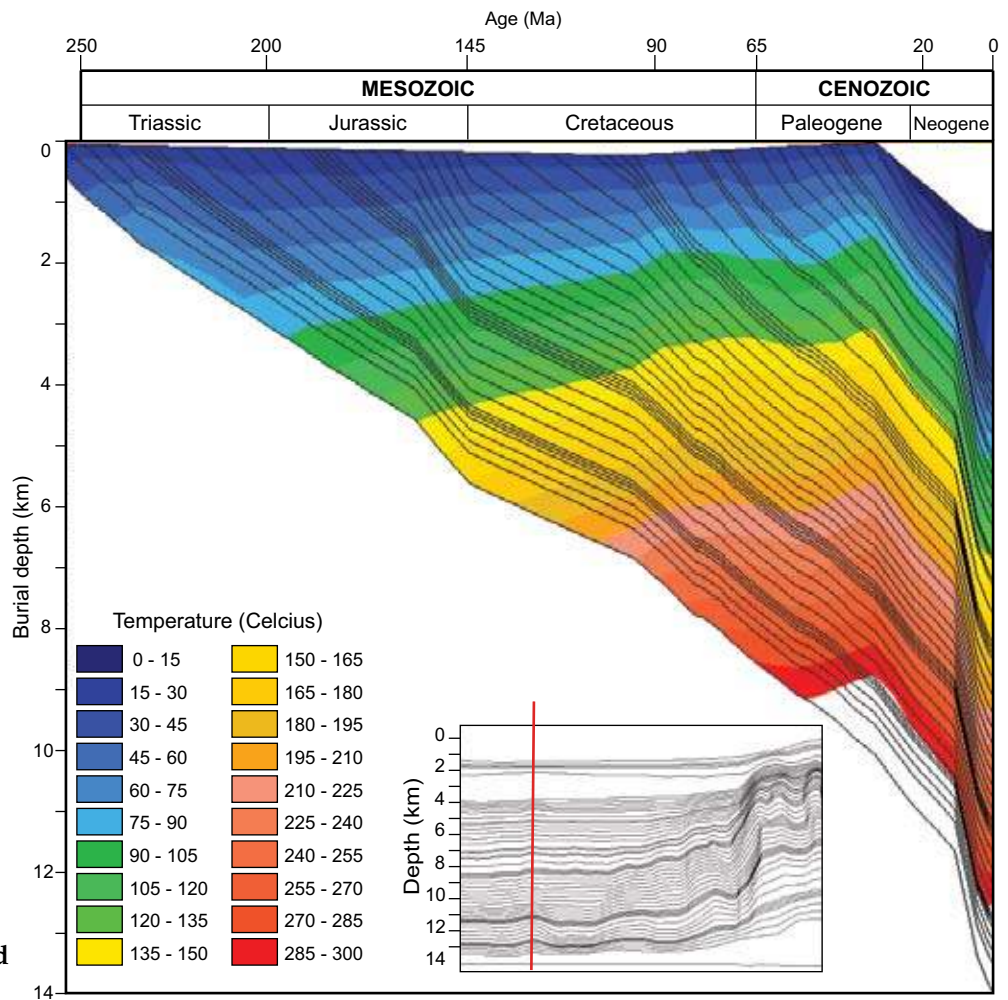 Age (Ma)
250 200 145 90 65 20 0
MESOZOIC CENOZOIC
Triassic Jurassic Cretaceous Paleogene Neogene
Burial depth (km)
0
2
4
6
8
10
12
14
Temperature (Celcius)
0 - 15 150 - 165
15 - 30 165 - 180
30 - 45 180 - 195
45 - 60 195 - 210
60 - 75 210 - 225
75 - 90 225 - 240
90 - 105 240 - 255
105 - 120 255 - 270
120 - 135 270 - 285
135 - 150 285 - 300
Depth (km)
0
2
4
6
8
10
12
14
d